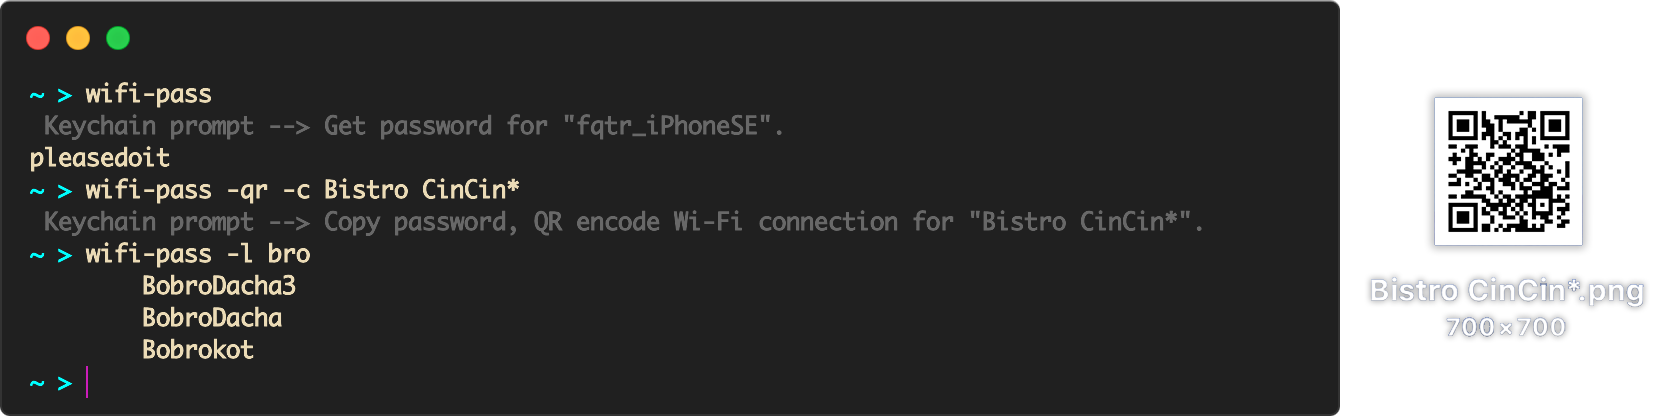 ~ > wifi-pass
Keychain prompt --> Get password for "fqtr_iPhoneSE".
pleasedoit
~ > wifi-pass -qr -c Bistro CinCin*
Keychain prompt --> Copy password, QR encode Wi-Fi connection for "Bistro CinCin*".
~ > wifi-pass -l bro
BobroDacha3
BobroDacha
Bobrokot
~ >
Bistro CinCin*.png
700×700